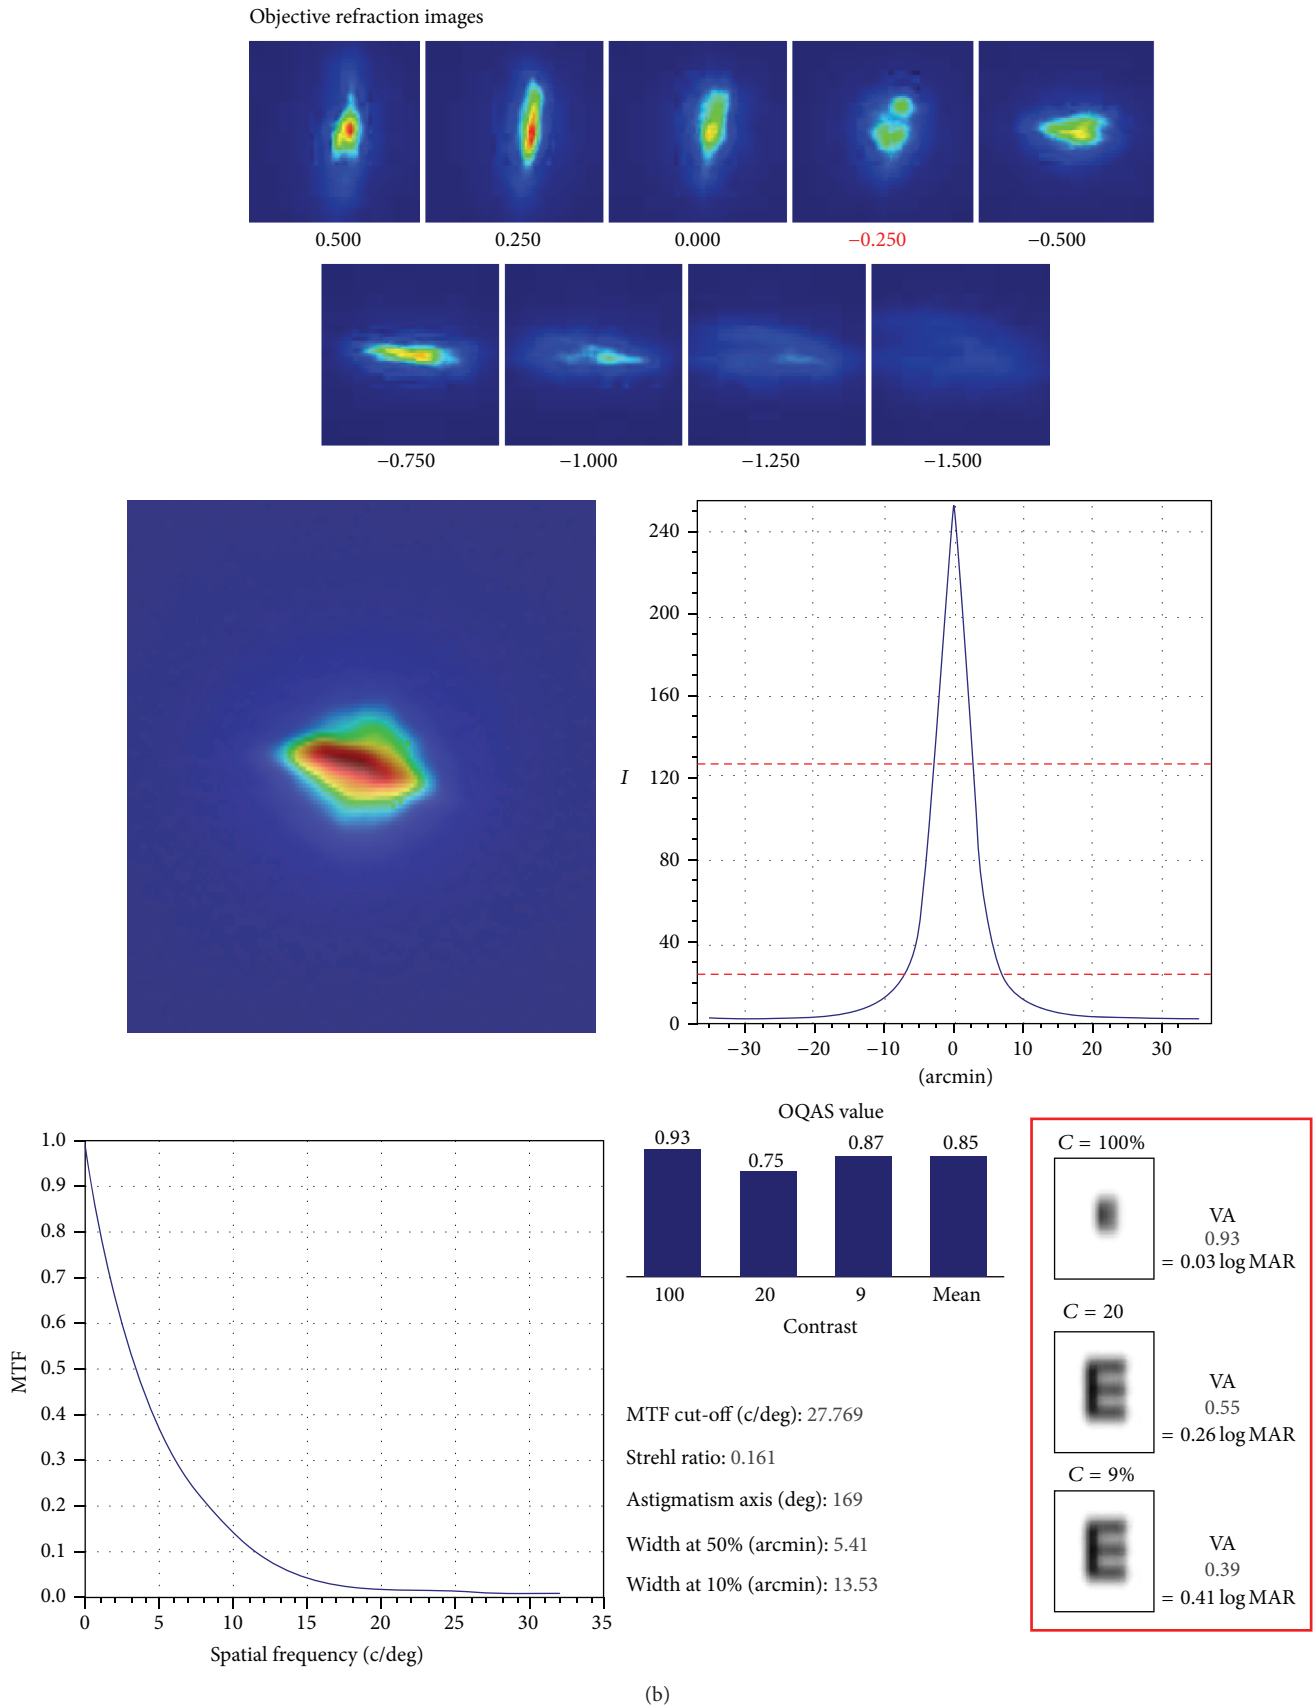 Objective refraction images
0.500 0.250 0.000 −0.250 −0.500
−0.750 −1.000 −1.250 −1.500
240
200
160
I
120
80
40
0
−30 −20 −10 0 10 20 30
(arcmin)
1.0
0.9
0.8
0.7
0.6
0.5
0.4
0.3
0.2
0.1
0.0
MTF
0 5 10 15 20 25 30 35
Spatial frequency (c/deg)
OQAS value
0.93 0.75 0.87 0.85
100 20 9 Mean
Contrast
MTF cut-off (c/deg): 27.769
Strehl ratio: 0.161
Astigmatism axis (deg): 169
Width at 50% (arcmin): 5.41
Width at 10% (arcmin): 13.53
C = 100%
VA
0.93
= 0.03 log MAR
C = 20
E
VA
0.55
= 0.26 log MAR
C = 9%
E
VA
0.39
= 0.41 log MAR
(b)